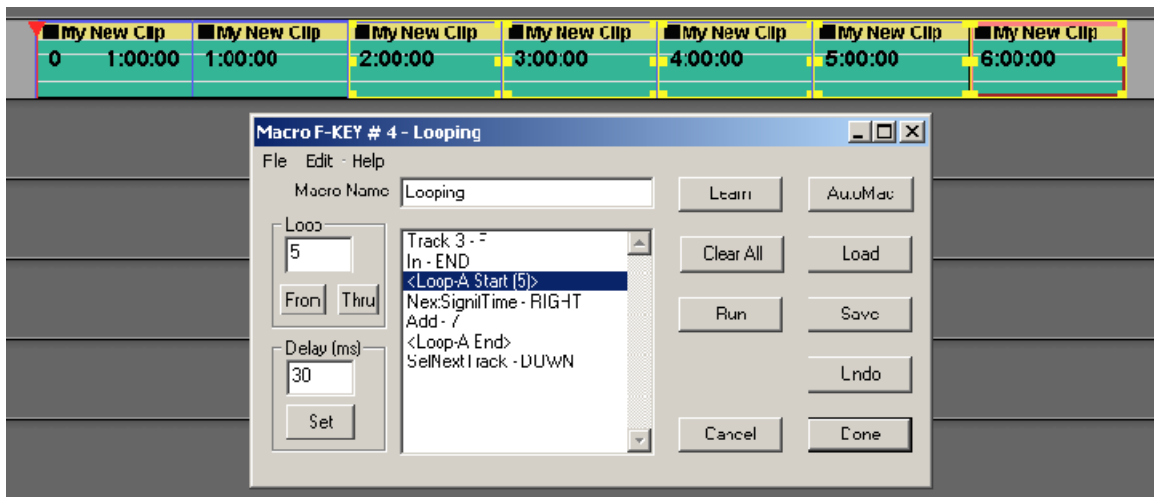 My New Clip My New Clip My New Clip My New Clip My New Clip My New Clip My New Clip
0 1:00:00 1:00:00 2:00:00 3:00:00 4:00:00 5:00:00 6:00:00
Macro F-KEY # 4 - Looping
File Edit Help
Macro Name Looping Learn AutoMac
Loop
5
From Thru
Track 3 - F
In - END
<Loop-A Start (5)>
NextSignifTime - RIGHT
Add - /
<Loop-A End>
SelNextTrack - DOWN
Clear All Load
Run Save
Delay (ms)
30
Set
Undo
Cancel Done